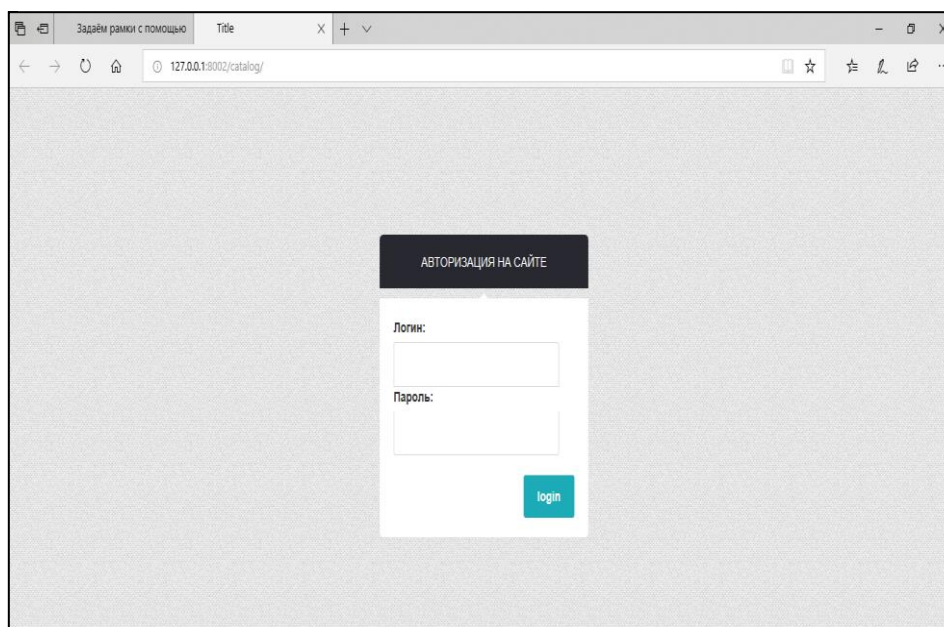 Задаём рамки с помощью
Title
127.0.0.1:8002/catalog/
АВТОРИЗАЦИЯ НА САЙТЕ
Логин:
Пароль:
login